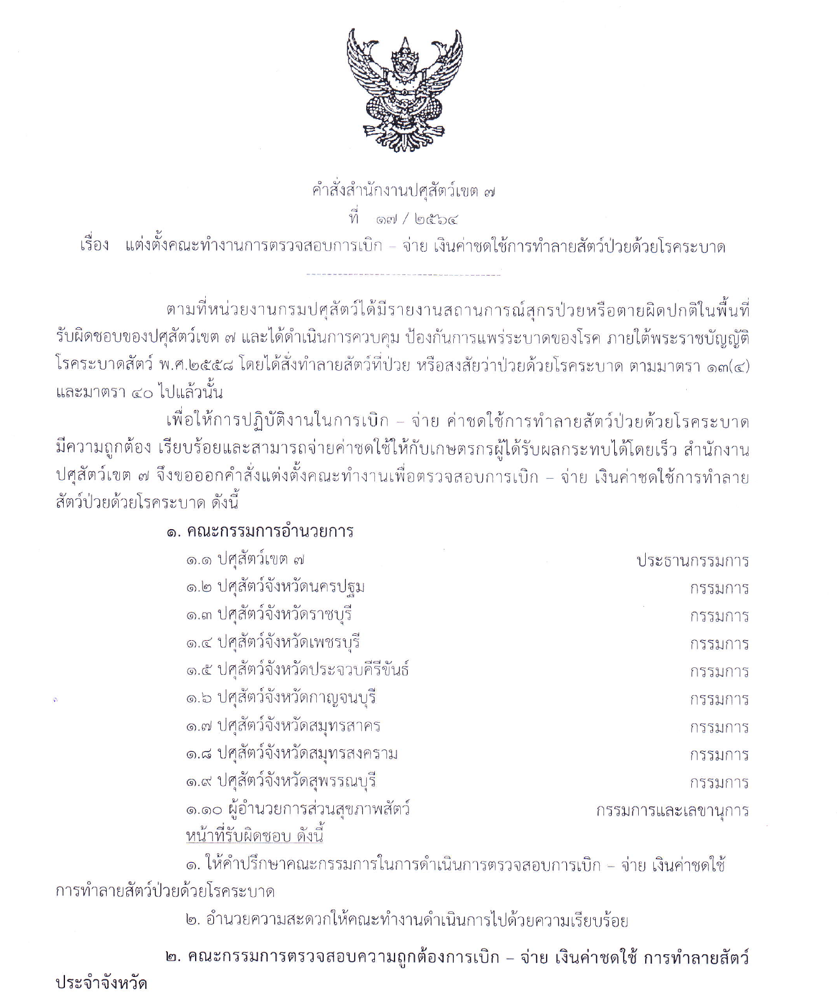 คำสั่งสำนักงานปศุสัตว์เขต ๗
ที่ ๑๗ / ๒๕๖๔
เรื่อง แต่งตั้งคณะทำงานการตรวจสอบการเบิก – จ่าย เงินค่าชดใช้การทำลายสัตว์ป่วยด้วยโรคระบาด
ตามที่หน่วยงานกรมปศุสัตว์ได้มีรายงานสถานการณ์สุกรป่วยหรือตายผิดปกติในพื้นที่
รับผิดชอบของปศุสัตว์เขต ๗ และได้ดำเนินการควบคุม ป้องกันการแพร่ระบาดของโรค ภายใต้พระราชบัญญัติ
โรคระบาดสัตว์ พ.ศ.๒๕๕๘ โดยได้สั่งทำลายสัตว์ที่ป่วย หรือสงสัยว่าป่วยด้วยโรคระบาด ตามมาตรา ๑๓(๔)
และมาตรา ๔๐ ไปแล้วนั้น
เพื่อให้การปฏิบัติงานในการเบิก – จ่าย ค่าชดใช้การทำลายสัตว์ป่วยด้วยโรคระบาด
มีความถูกต้อง เรียบร้อยและสามารถจ่ายค่าชดใช้ให้กับเกษตรกรผู้ได้รับผลกระทบได้โดยเร็ว สำนักงาน
ปศุสัตว์เขต ๗ จึงขอออกคำสั่งแต่งตั้งคณะทำงานเพื่อตรวจสอบการเบิก – จ่าย เงินค่าชดใช้การทำลาย
สัตว์ป่วยด้วยโรคระบาด ดังนี้
๑. คณะกรรมการอำนวยการ
๑.๑ ปศุสัตว์เขต ๗ ประธานกรรมการ
๑.๒ ปศุสัตว์จังหวัดนครปฐม กรรมการ
๑.๓ ปศุสัตว์จังหวัดราชบุรี กรรมการ
๑.๔ ปศุสัตว์จังหวัดเพชรบุรี กรรมการ
๑.๕ ปศุสัตว์จังหวัดประจวบคีรีขันธ์ กรรมการ
๑.๖ ปศุสัตว์จังหวัดกาญจนบุรี กรรมการ
๑.๗ ปศุสัตว์จังหวัดสมุทรสาคร กรรมการ
๑.๘ ปศุสัตว์จังหวัดสมุทรสงคราม กรรมการ
๑.๙ ปศุสัตว์จังหวัดสุพรรณบุรี กรรมการ
๑.๑๐ ผู้อำนวยการส่วนสุขภาพสัตว์ กรรมการและเลขานุการ
หน้าที่รับผิดชอบ ดังนี้
๑. ให้คำปรึกษาคณะกรรมการในการดำเนินการตรวจสอบการเบิก – จ่าย เงินค่าชดใช้
การทำลายสัตว์ป่วยด้วยโรคระบาด
๒. อำนวยความสะดวกให้คณะทำงานดำเนินการไปด้วยความเรียบร้อย
๒. คณะกรรมการตรวจสอบความถูกต้องการเบิก – จ่าย เงินค่าชดใช้ การทำลายสัตว์
ประจำจังหวัด